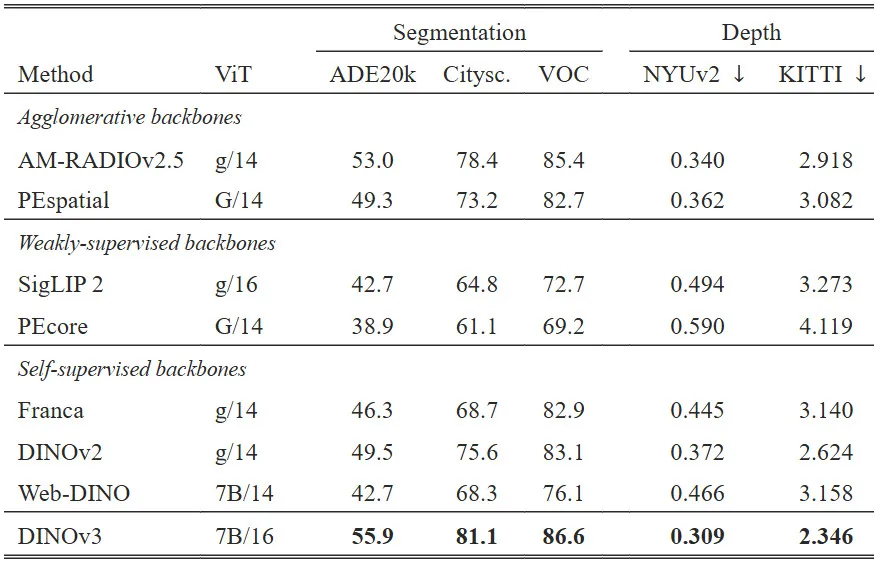 Segmentation Depth
Method ViT ADE20k Citysc. VOC NYUv2 ↓ KITTI ↓
Agglomerative backbones
AM-RADIOv2.5 g/14 53.0 78.4 85.4 0.340 2.918
PEspatial G/14 49.3 73.2 82.7 0.362 3.082
Weakly-supervised backbones
SigLIP 2 g/16 42.7 64.8 72.7 0.494 3.273
PEcore G/14 38.9 61.1 69.2 0.590 4.119
Self-supervised backbones
Franca g/14 46.3 68.7 82.9 0.445 3.140
DINOv2 g/14 49.5 75.6 83.1 0.372 2.624
Web-DINO 7B/14 42.7 68.3 76.1 0.466 3.158
DINOv3 7B/16 55.9 81.1 86.6 0.309 2.346